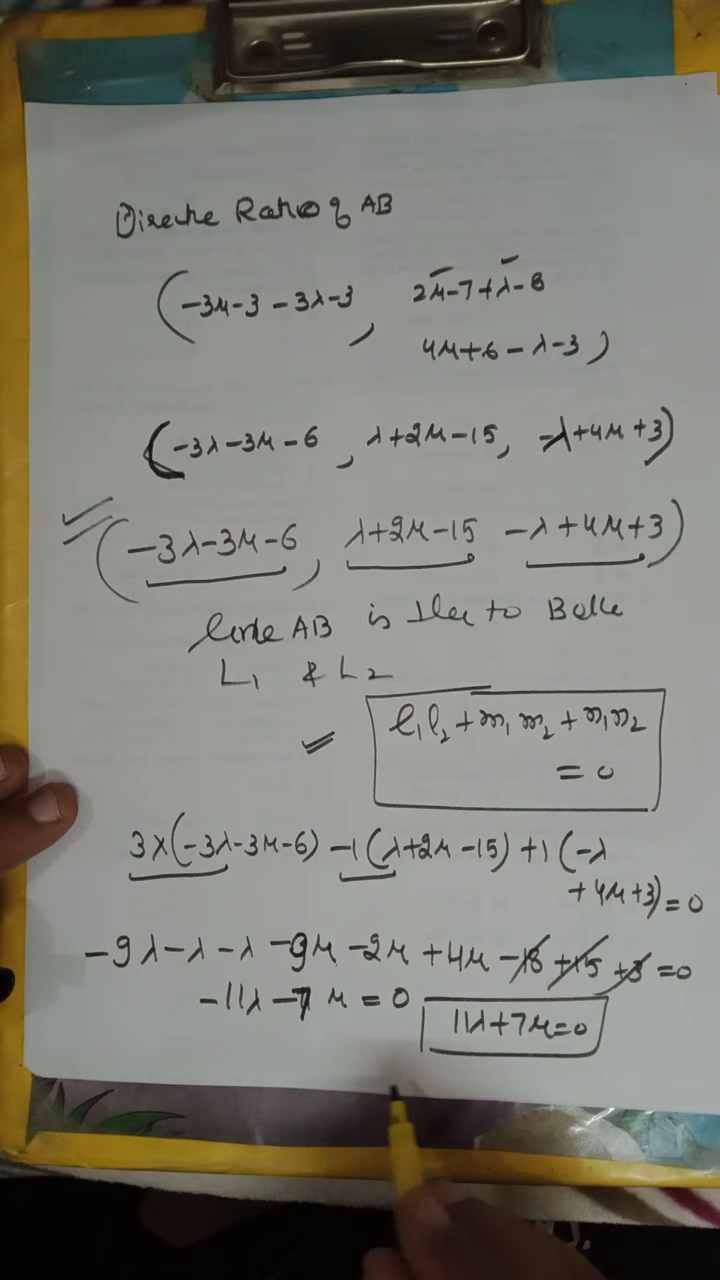 Direche Ratio of AB
(-3μ-3-3λ-3, 2μ-7+λ-8
4μ+6-λ-3)
(-3λ-3μ-6, λ+2μ-15, -λ+4μ+3)
(-3λ-3μ-6, λ+2μ-15 -λ+4μ+3)
line AB is to Both
L₁ & L₂
l₁l₂+m₁m₂+n₁n₂
=0
3×(-3λ-3μ-6) -1(λ+2μ-15) +1(-λ
+4μ+3)=0
-9λ-λ-λ-9μ-2μ+4μ-18+15+3=0
-11λ-7μ=0 11λ+7μ=0